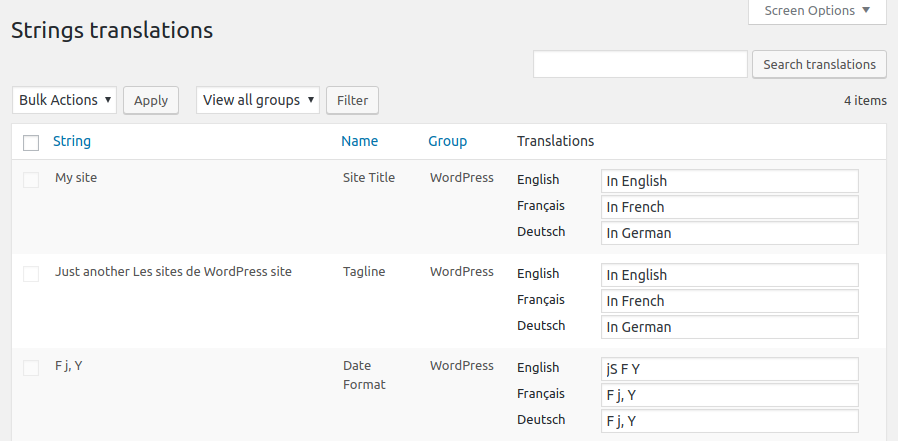 Screen Options
Strings translations
Search translations
Bulk Actions Apply View all groups Filter 4 items
String Name Group Translations
My site Site Title WordPress English In English
Français In French
Deutsch In German
Just another Les sites de WordPress site Tagline WordPress English In English
Français In French
Deutsch In German
F j, Y Date Format WordPress English jS F Y
Français F j, Y
Deutsch F j, Y